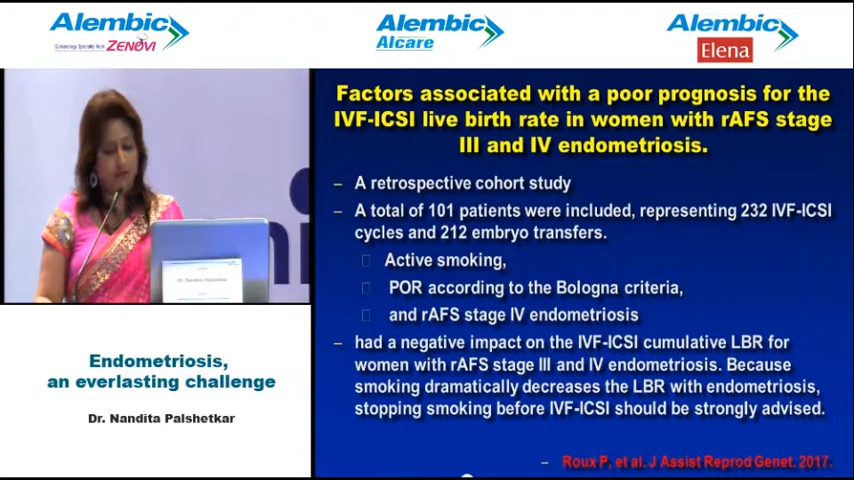 Alembic
ZENOVI
Alembic
Alcare
Alembic
Elena
Factors associated with a poor prognosis for the
IVF-ICSI live birth rate in women with rAFS stage
III and IV endometriosis.
– A retrospective cohort study
– A total of 101 patients were included, representing 232 IVF-ICSI
cycles and 212 embryo transfers.
Active smoking,
POR according to the Bologna criteria,
and rAFS stage IV endometriosis
– had a negative impact on the IVF-ICSI cumulative LBR for
women with rAFS stage III and IV endometriosis. Because
smoking dramatically decreases the LBR with endometriosis,
stopping smoking before IVF-ICSI should be strongly advised.
– Roux P, et al. J Assist Reprod Genet. 2017.
Endometriosis,
an everlasting challenge
Dr. Nandita Palshetkar